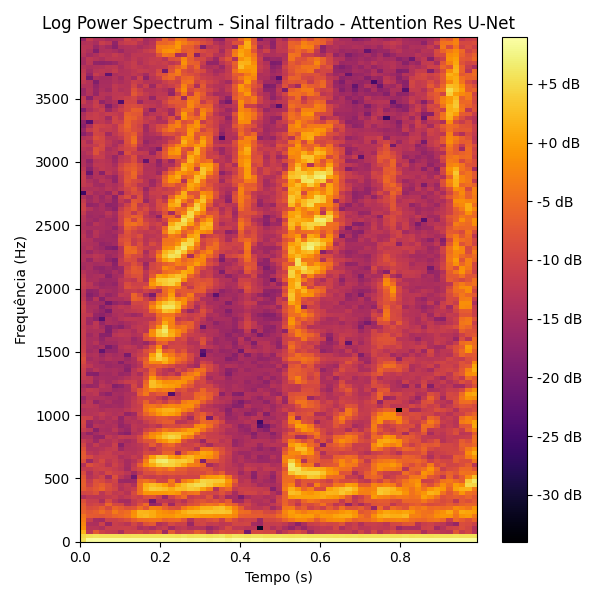 Log Power Spectrum - Sinal filtrado - Attention Res U-Net
3500
3000
2500
2000
1500
1000
500
0
Frequência (Hz)
0.0 0.2 0.4 0.6 0.8
Tempo (s)
+5 dB
+0 dB
-5 dB
-10 dB
-15 dB
-20 dB
-25 dB
-30 dB